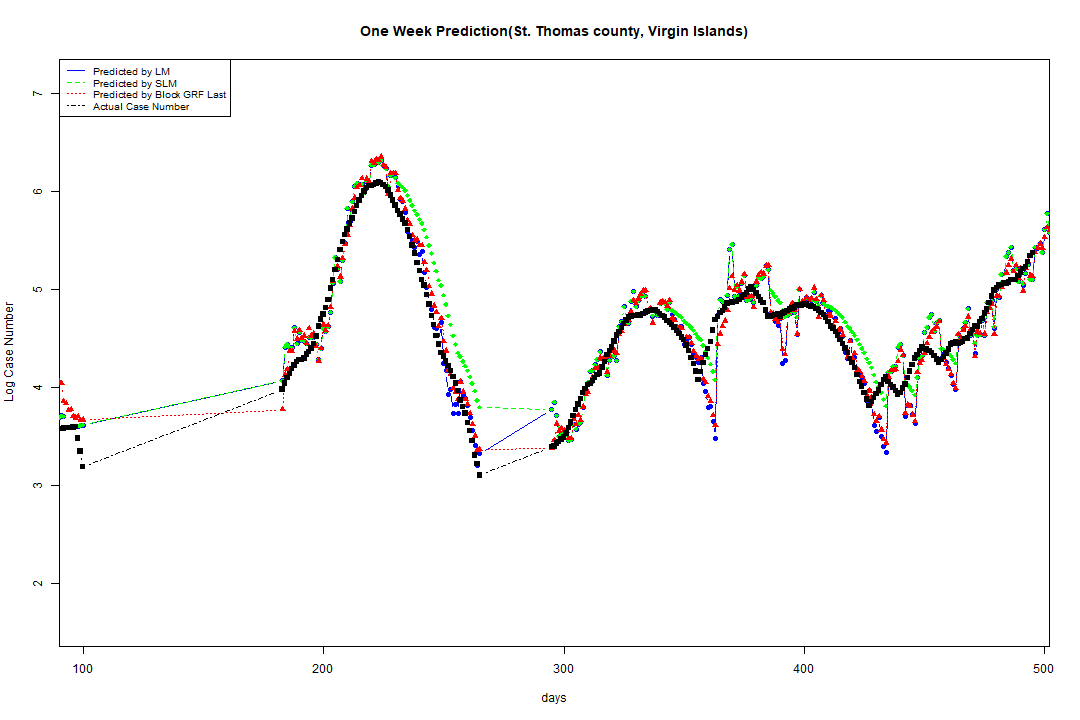 One Week Prediction(St. Thomas county, Virgin Islands)
Predicted by LM
Predicted by SLM
Predicted by Block GRF Last
Actual Case Number
7
6
5
4
3
2
Log Case Number
100 200 300 400 500
days